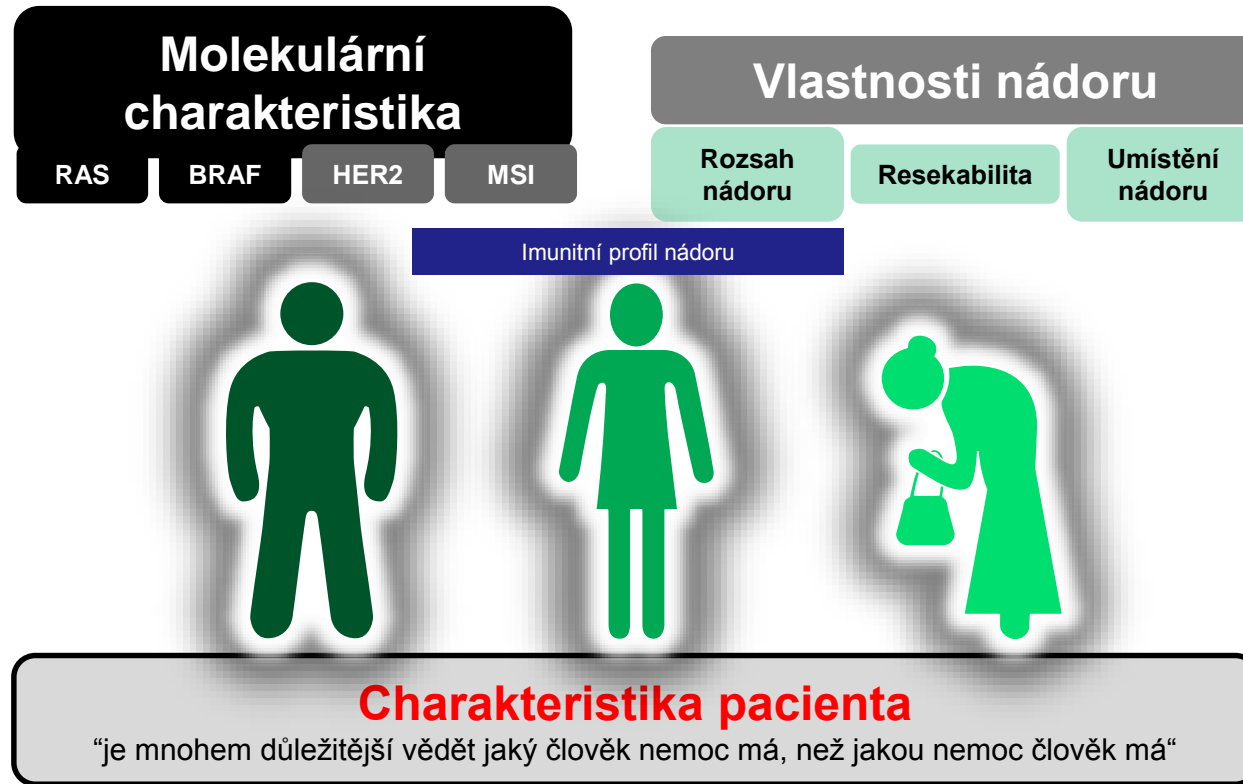 Molekulární
charakteristika
RAS
BRAF
HER2
MSI
Vlastnosti nádoru
Rozsah
nádoru
Resekabilita
Umístění
nádoru
Imunitní profil nádoru
Charakteristika pacienta
“je mnohem důležitější vědět jaký člověk nemoc má, než jakou nemoc člověk má“